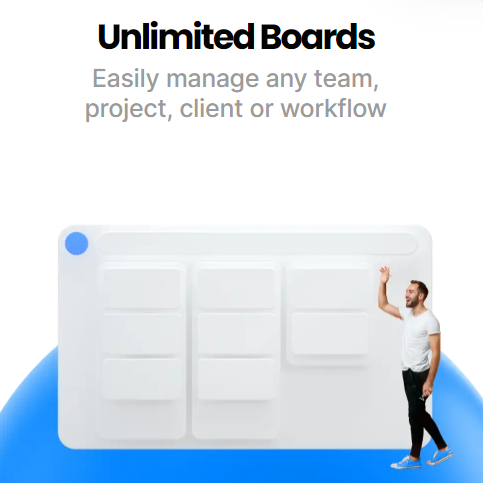 Unlimited Boards
Easily manage any team,
project, client or workflow